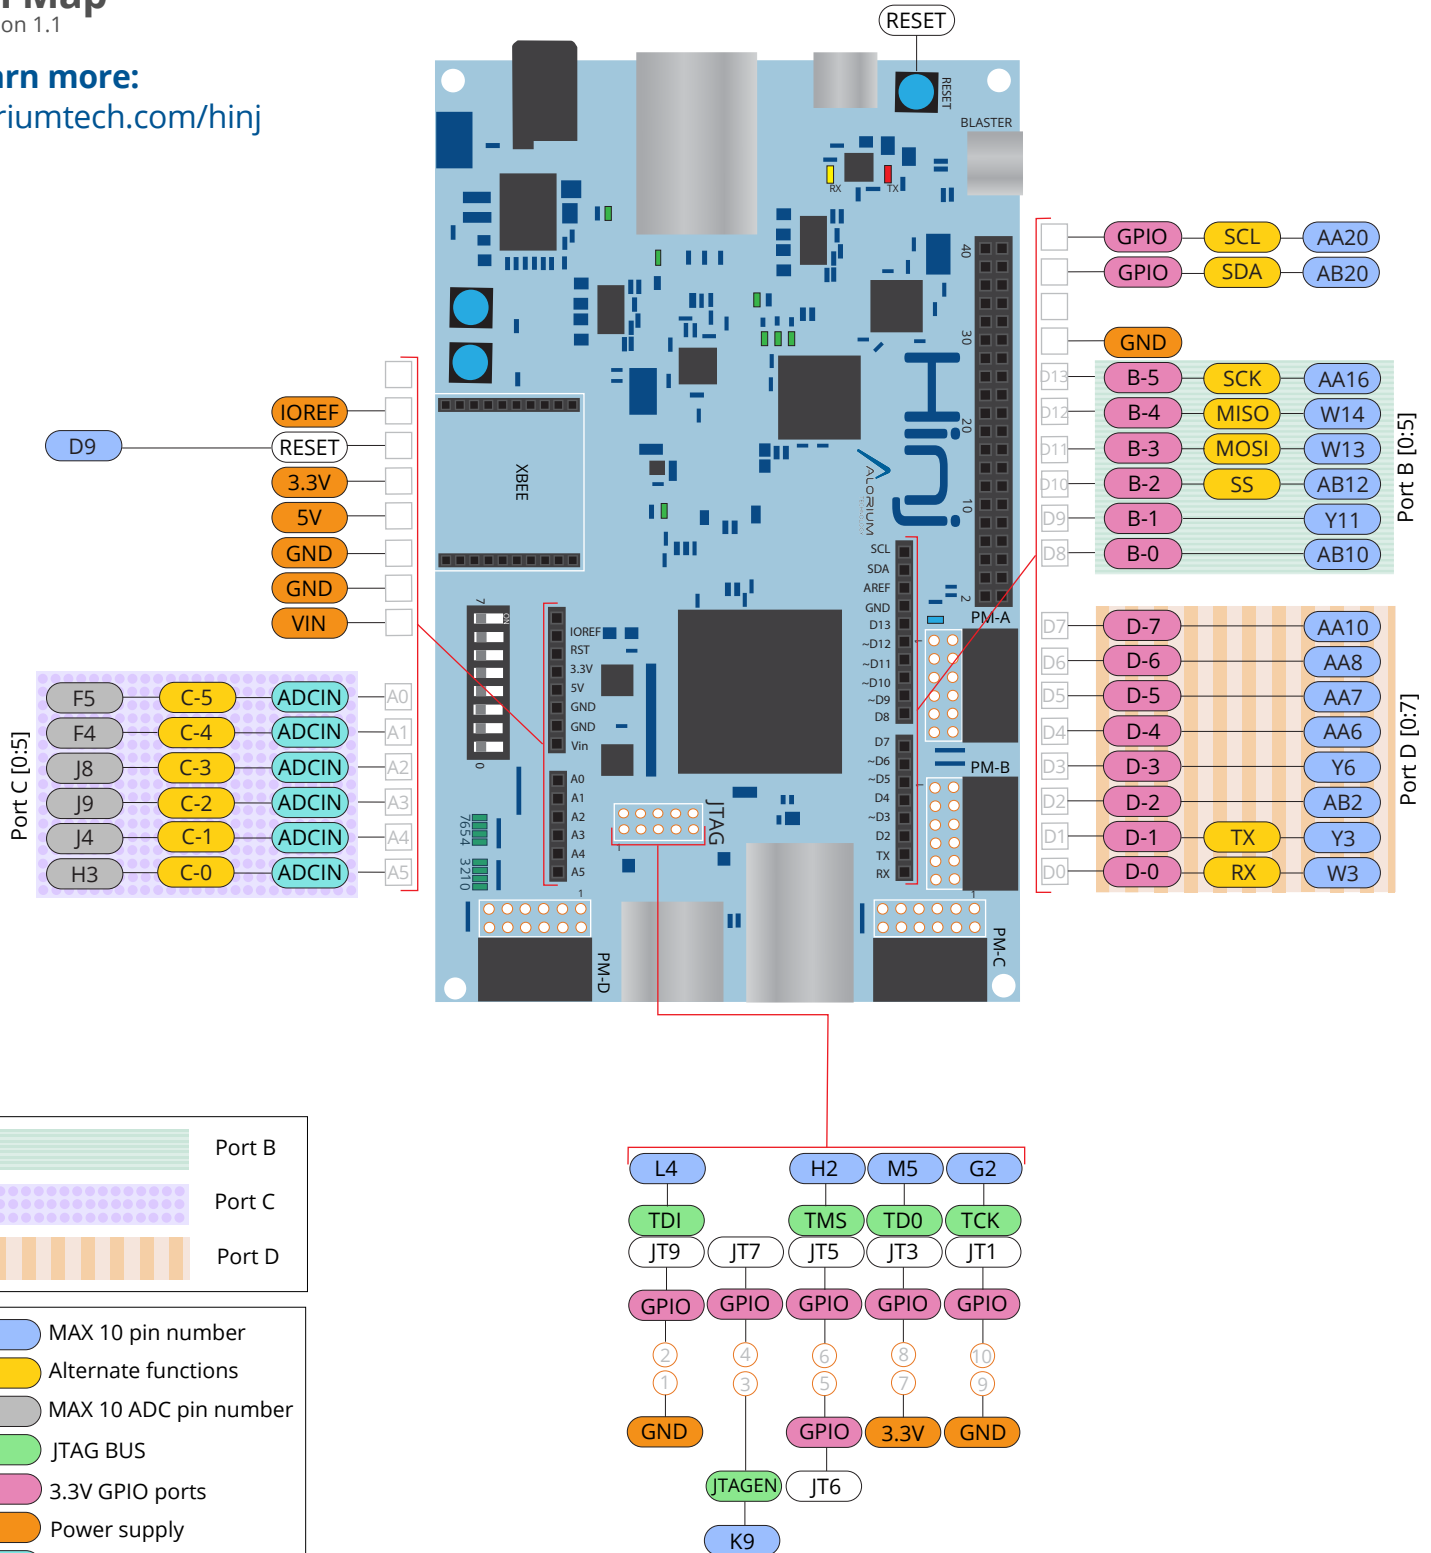 Map
on 1.1
arn more:
riumtech.com/hinj
RESET
RESET
BLASTER
RX
TX
40
30
20
10
2
Hinj
ALORIUM
XBEE
GPIO SCL AA20
GPIO SDA AB20
GND
D13 B-5 SCK AA16
D12 B-4 MISO W14
D11 B-3 MOSI W13
D10 B-2 SS AB12
D9 B-1 Y11
D8 B-0 AB10
Port B [0:5]
D7 D-7 AA10
D6 D-6 AA8
D5 D-5 AA7
D4 D-4 AA6
D3 D-3 Y6
D2 D-2 AB2
D1 D-1 TX Y3
D0 D-0 RX W3
Port D [0:7]
IOREF
D9 RESET
3.3V
5V
GND
GND
VIN
Port C [0:5]
F5 C-5 ADCIN A0
F4 C-4 ADCIN A1
J8 C-3 ADCIN A2
J9 C-2 ADCIN A3
J4 C-1 ADCIN A4
H3 C-0 ADCIN A5
7
ON
0
IOREF
RST
3.3V
5V
GND
GND
Vin
A0
A1
A2
A3
A4
A5
7654
3210
SCL
SDA
AREF
GND
D13
~D12
~D11
~D10
~D9
D8
D7
~D6
~D5
D4
~D3
D2
TX
RX
PM-A
1
PM-B
1
JTAG
1
1
PM-D
1
PM-C
L4 H2 M5 G2
TDI TMS TD0 TCK
JT9 JT7 JT5 JT3 JT1
GPIO GPIO GPIO GPIO GPIO
2 4 6 8 10
1 3 5 7 9
GND GPIO 3.3V GND
JTAGEN JT6
K9
Port B
Port C
Port D
MAX 10 pin number
Alternate functions
MAX 10 ADC pin number
JTAG BUS
3.3V GPIO ports
Power supply